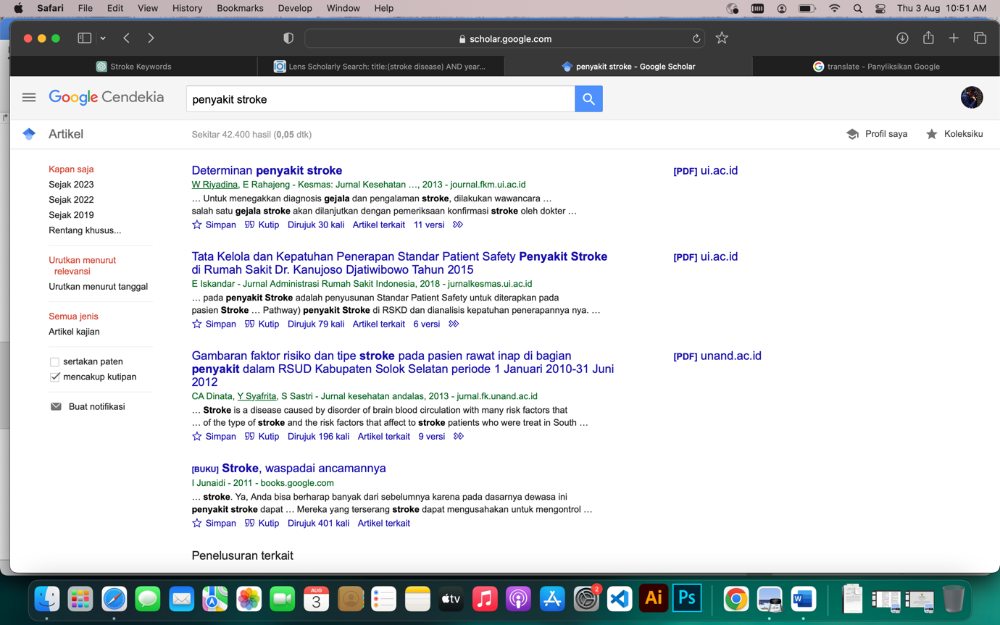 Safari File Edit View History Bookmarks Develop Window Help Thu 3 Aug 10:51 AM
scholar.google.com
Stroke Keywords
Lens Scholarly Search: title:(stroke disease) AND year...
penyakit stroke - Google Scholar
translate - Panyliksikan Google
Google Cendekia
penyakit stroke
Artikel
Sekitar 42.400 hasil (0,05 dtk)
Profil saya
Koleksiku
Kapan saja
Sejak 2023
Sejak 2022
Sejak 2019
Rentang khusus...
Urutkan menurut
relevansi
Urutkan menurut tanggal
Semua jenis
Artikel kajian
sertakan paten
mencakup kutipan
Buat notifikasi
Determinan penyakit stroke
W Riyadina, E Rahajeng - Kesmas: Jurnal Kesehatan …, 2013 - journal.fkm.ui.ac.id
… Untuk menegakkan diagnosis gejala dan pengalaman stroke, dilakukan wawancara …
salah satu gejala stroke akan dilanjutkan dengan pemeriksaan konfirmasi stroke oleh dokter …
Simpan Kutip Dirujuk 30 kali Artikel terkait 11 versi
[PDF] ui.ac.id
Tata Kelola dan Kepatuhan Penerapan Standar Patient Safety Penyakit Stroke
di Rumah Sakit Dr. Kanujoso Djatiwibowo Tahun 2015
E Iskandar - Jurnal Administrasi Rumah Sakit Indonesia, 2018 - jurnalkesmas.ui.ac.id
… pada penyakit Stroke adalah penyusunan Standar Patient Safety untuk diterapkan pada
pasien Stroke … Pathway) penyakit Stroke di RSKD dan dianalisis kepatuhan penerapannya nya. …
Simpan Kutip Dirujuk 79 kali Artikel terkait 6 versi
[PDF] ui.ac.id
Gambaran faktor risiko dan tipe stroke pada pasien rawat inap di bagian
penyakit dalam RSUD Kabupaten Solok Selatan periode 1 Januari 2010-31 Juni
2012
CA Dinata, Y Syafrita, S Sastri - Jurnal kesehatan andalas, 2013 - jurnal.fk.unand.ac.id
… Stroke is a disease caused by disorder of brain blood circulation with many risk factors that
… of the type of stroke and the risk factors that affect to stroke patients who were treat in South …
Simpan Kutip Dirujuk 196 kali Artikel terkait 9 versi
[PDF] unand.ac.id
[BUKU] Stroke, waspadai ancamannya
I Junaidi - 2011 - books.google.com
… stroke. Ya, Anda bisa berharap banyak dari sebelumnya karena pada dasarnya dewasa ini
penyakit stroke dapat … Mereka yang terserang stroke dapat mengusahakan untuk mengontrol …
Simpan Kutip Dirujuk 401 kali Artikel terkait
Penelusuran terkait
AUG
3
tv
2
Ai
Ps
W